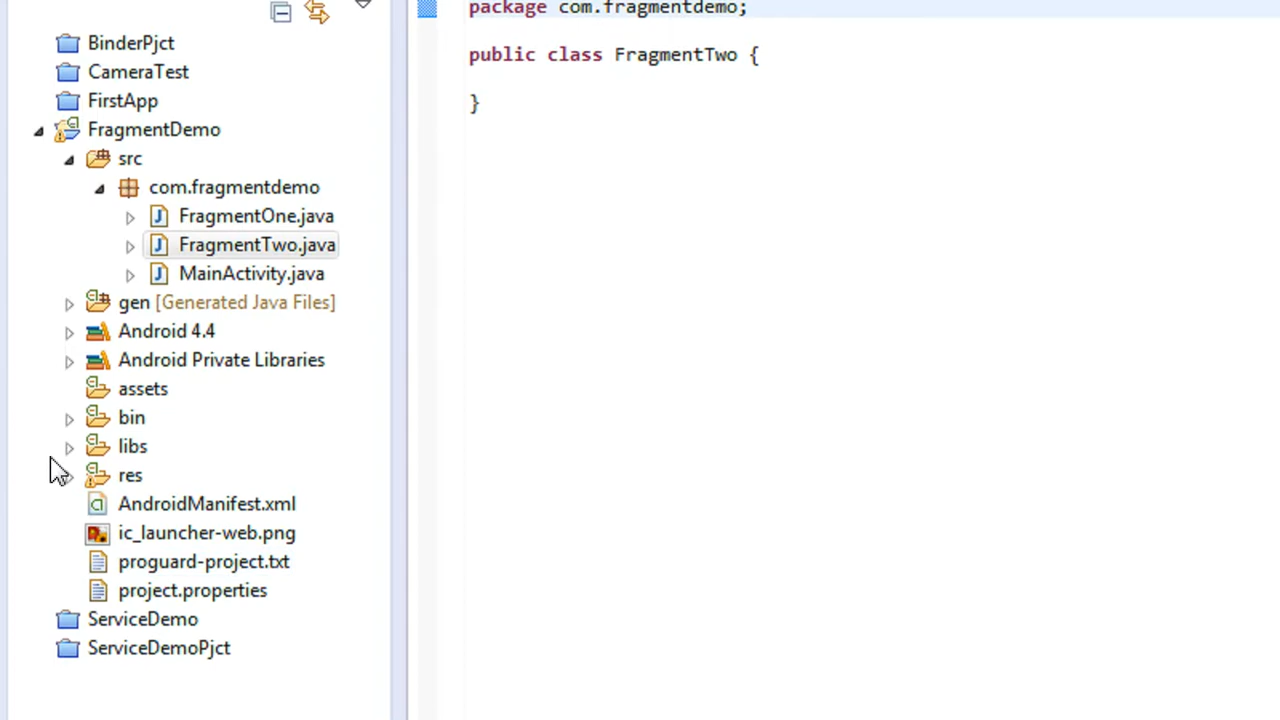 BinderPjct
CameraTest
FirstApp
FragmentDemo
src
com.fragmentdemo
FragmentOne.java
FragmentTwo.java
MainActivity.java
gen [Generated Java Files]
Android 4.4
Android Private Libraries
assets
bin
libs
res
AndroidManifest.xml
ic_launcher-web.png
proguard-project.txt
project.properties
ServiceDemo
ServiceDemoPjct
package com.fragmentdemo;
public class FragmentTwo {
}